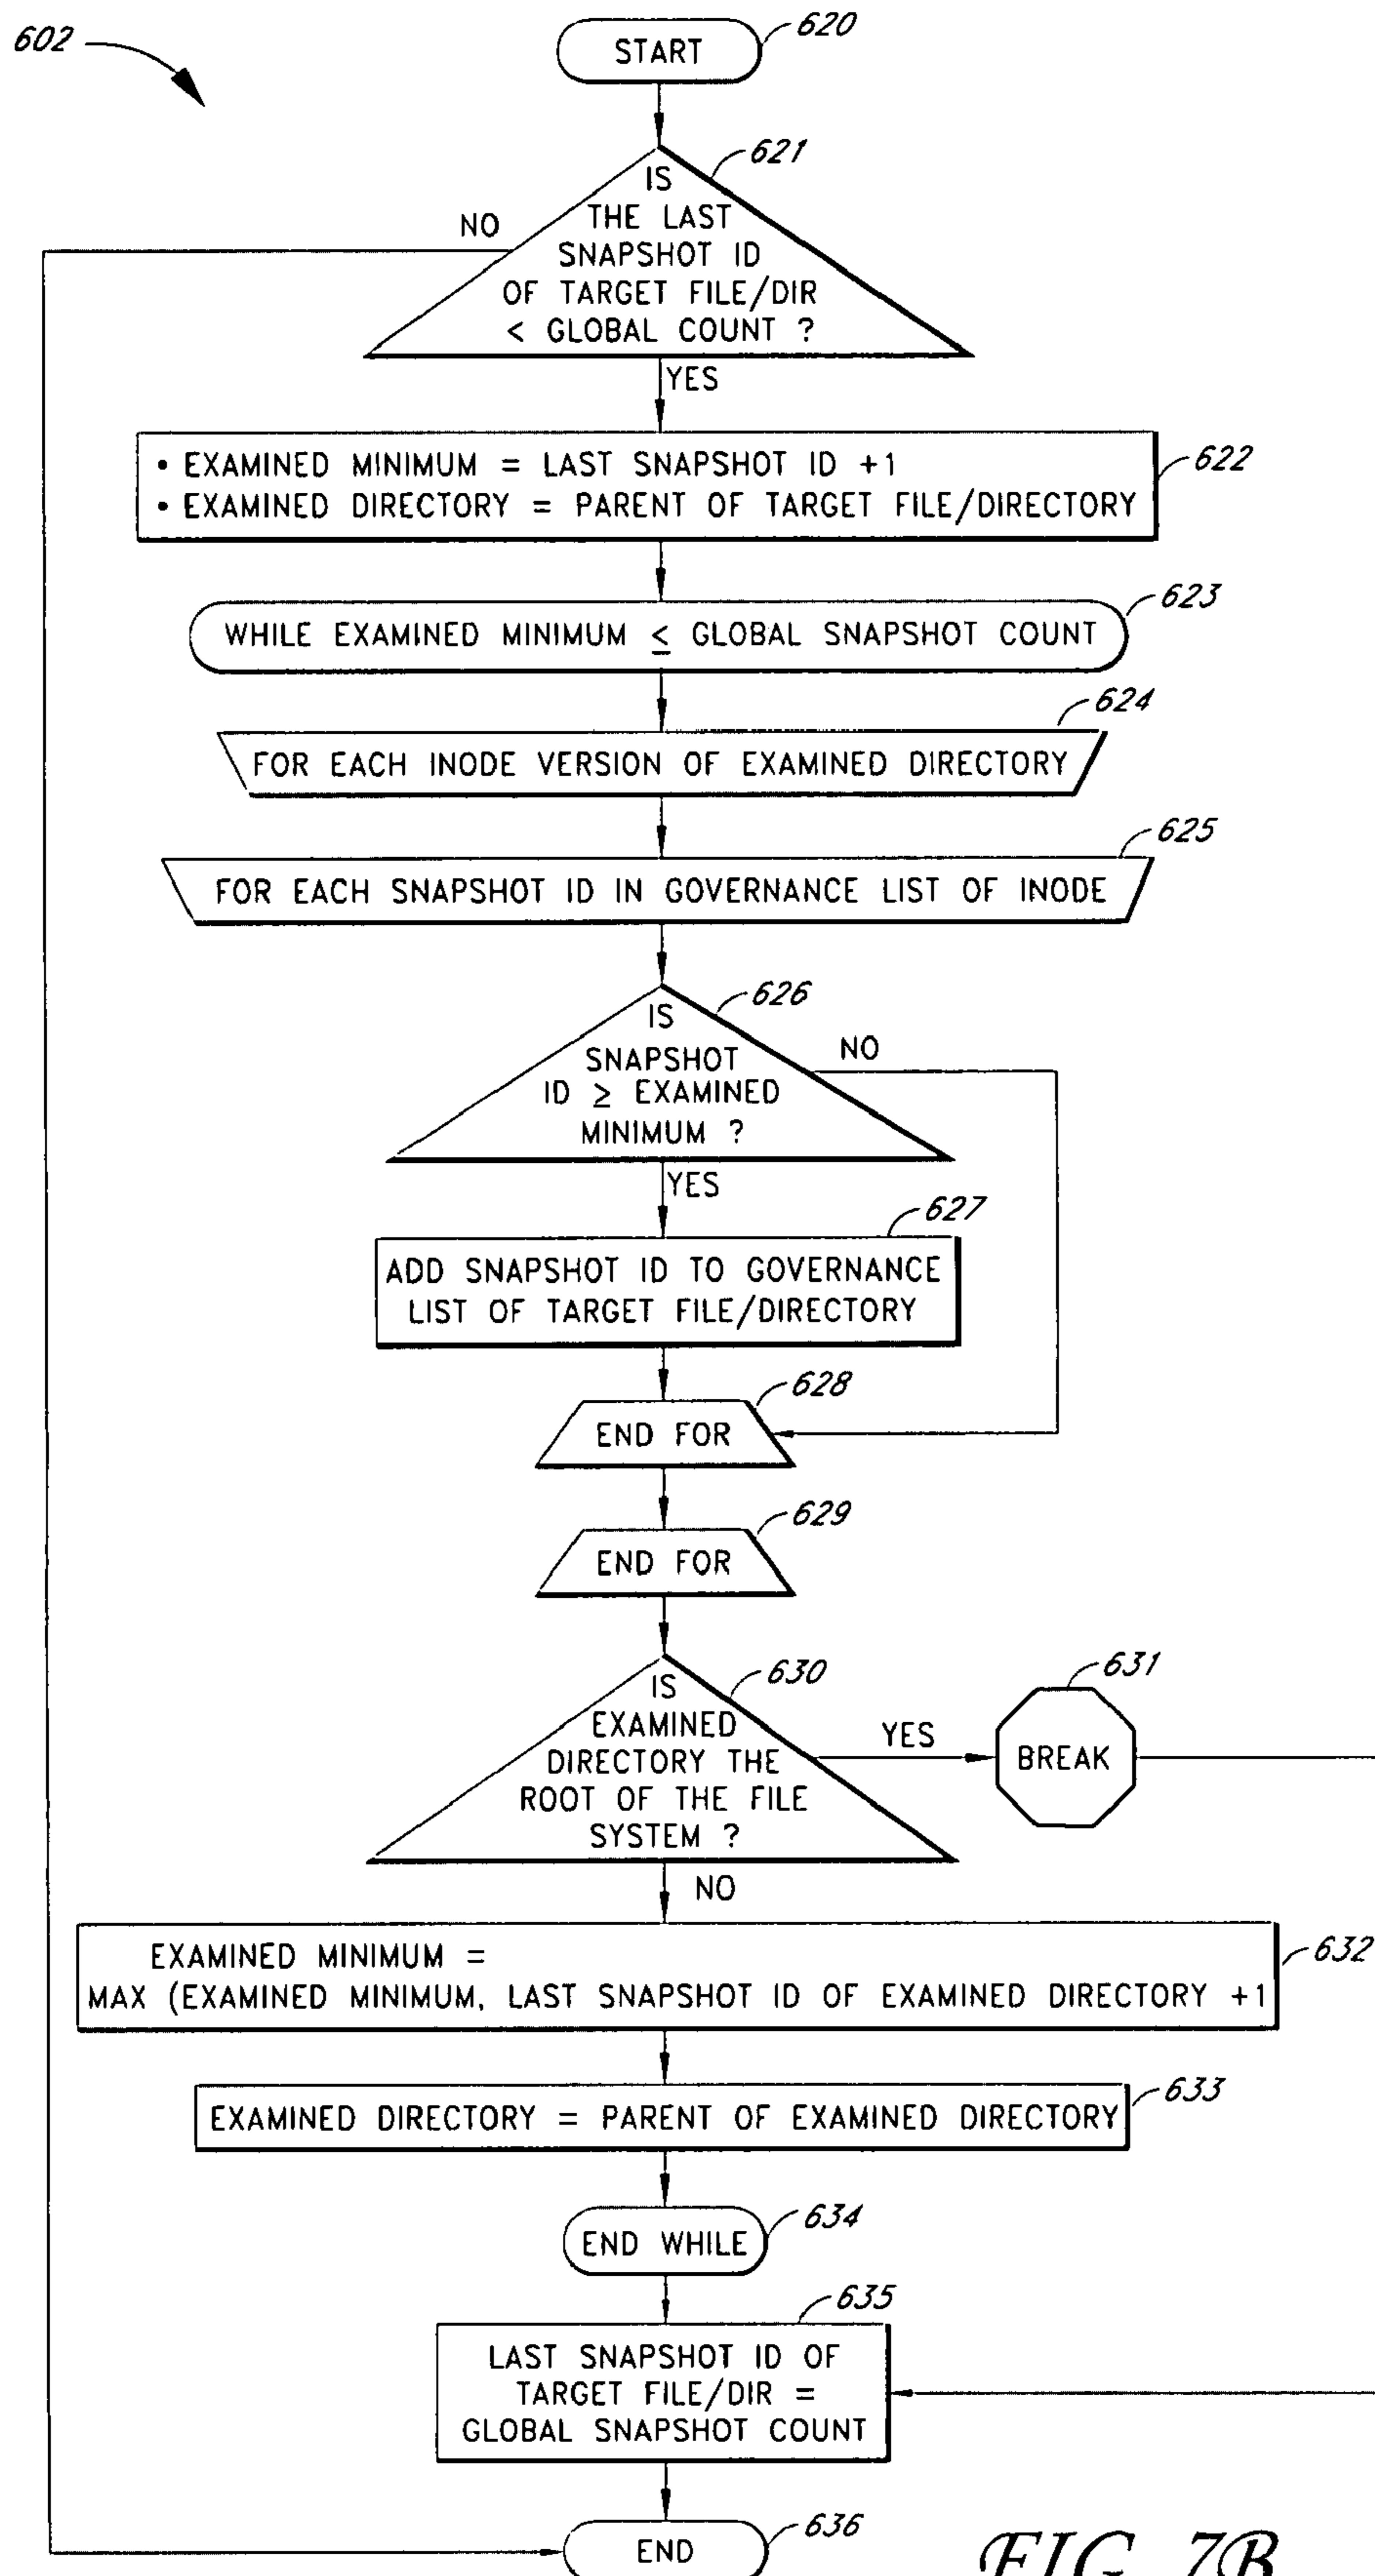 602
START
620
621
IS
THE LAST
SNAPSHOT ID
OF TARGET FILE/DIR
< GLOBAL COUNT ?
NO
YES
• EXAMINED MINIMUM = LAST SNAPSHOT ID +1
• EXAMINED DIRECTORY = PARENT OF TARGET FILE/DIRECTORY
622
WHILE EXAMINED MINIMUM ≤ GLOBAL SNAPSHOT COUNT
623
624
FOR EACH INODE VERSION OF EXAMINED DIRECTORY
625
FOR EACH SNAPSHOT ID IN GOVERNANCE LIST OF INODE
626
IS
SNAPSHOT
ID ≥ EXAMINED
MINIMUM ?
NO
YES
627
ADD SNAPSHOT ID TO GOVERNANCE
LIST OF TARGET FILE/DIRECTORY
628
END FOR
629
END FOR
630
IS
EXAMINED
DIRECTORY THE
ROOT OF THE FILE
SYSTEM ?
YES
631
BREAK
NO
EXAMINED MINIMUM =
MAX (EXAMINED MINIMUM, LAST SNAPSHOT ID OF EXAMINED DIRECTORY +1
632
EXAMINED DIRECTORY = PARENT OF EXAMINED DIRECTORY
633
END WHILE
634
635
LAST SNAPSHOT ID OF
TARGET FILE/DIR =
GLOBAL SNAPSHOT COUNT
END
636
FIG. 7B